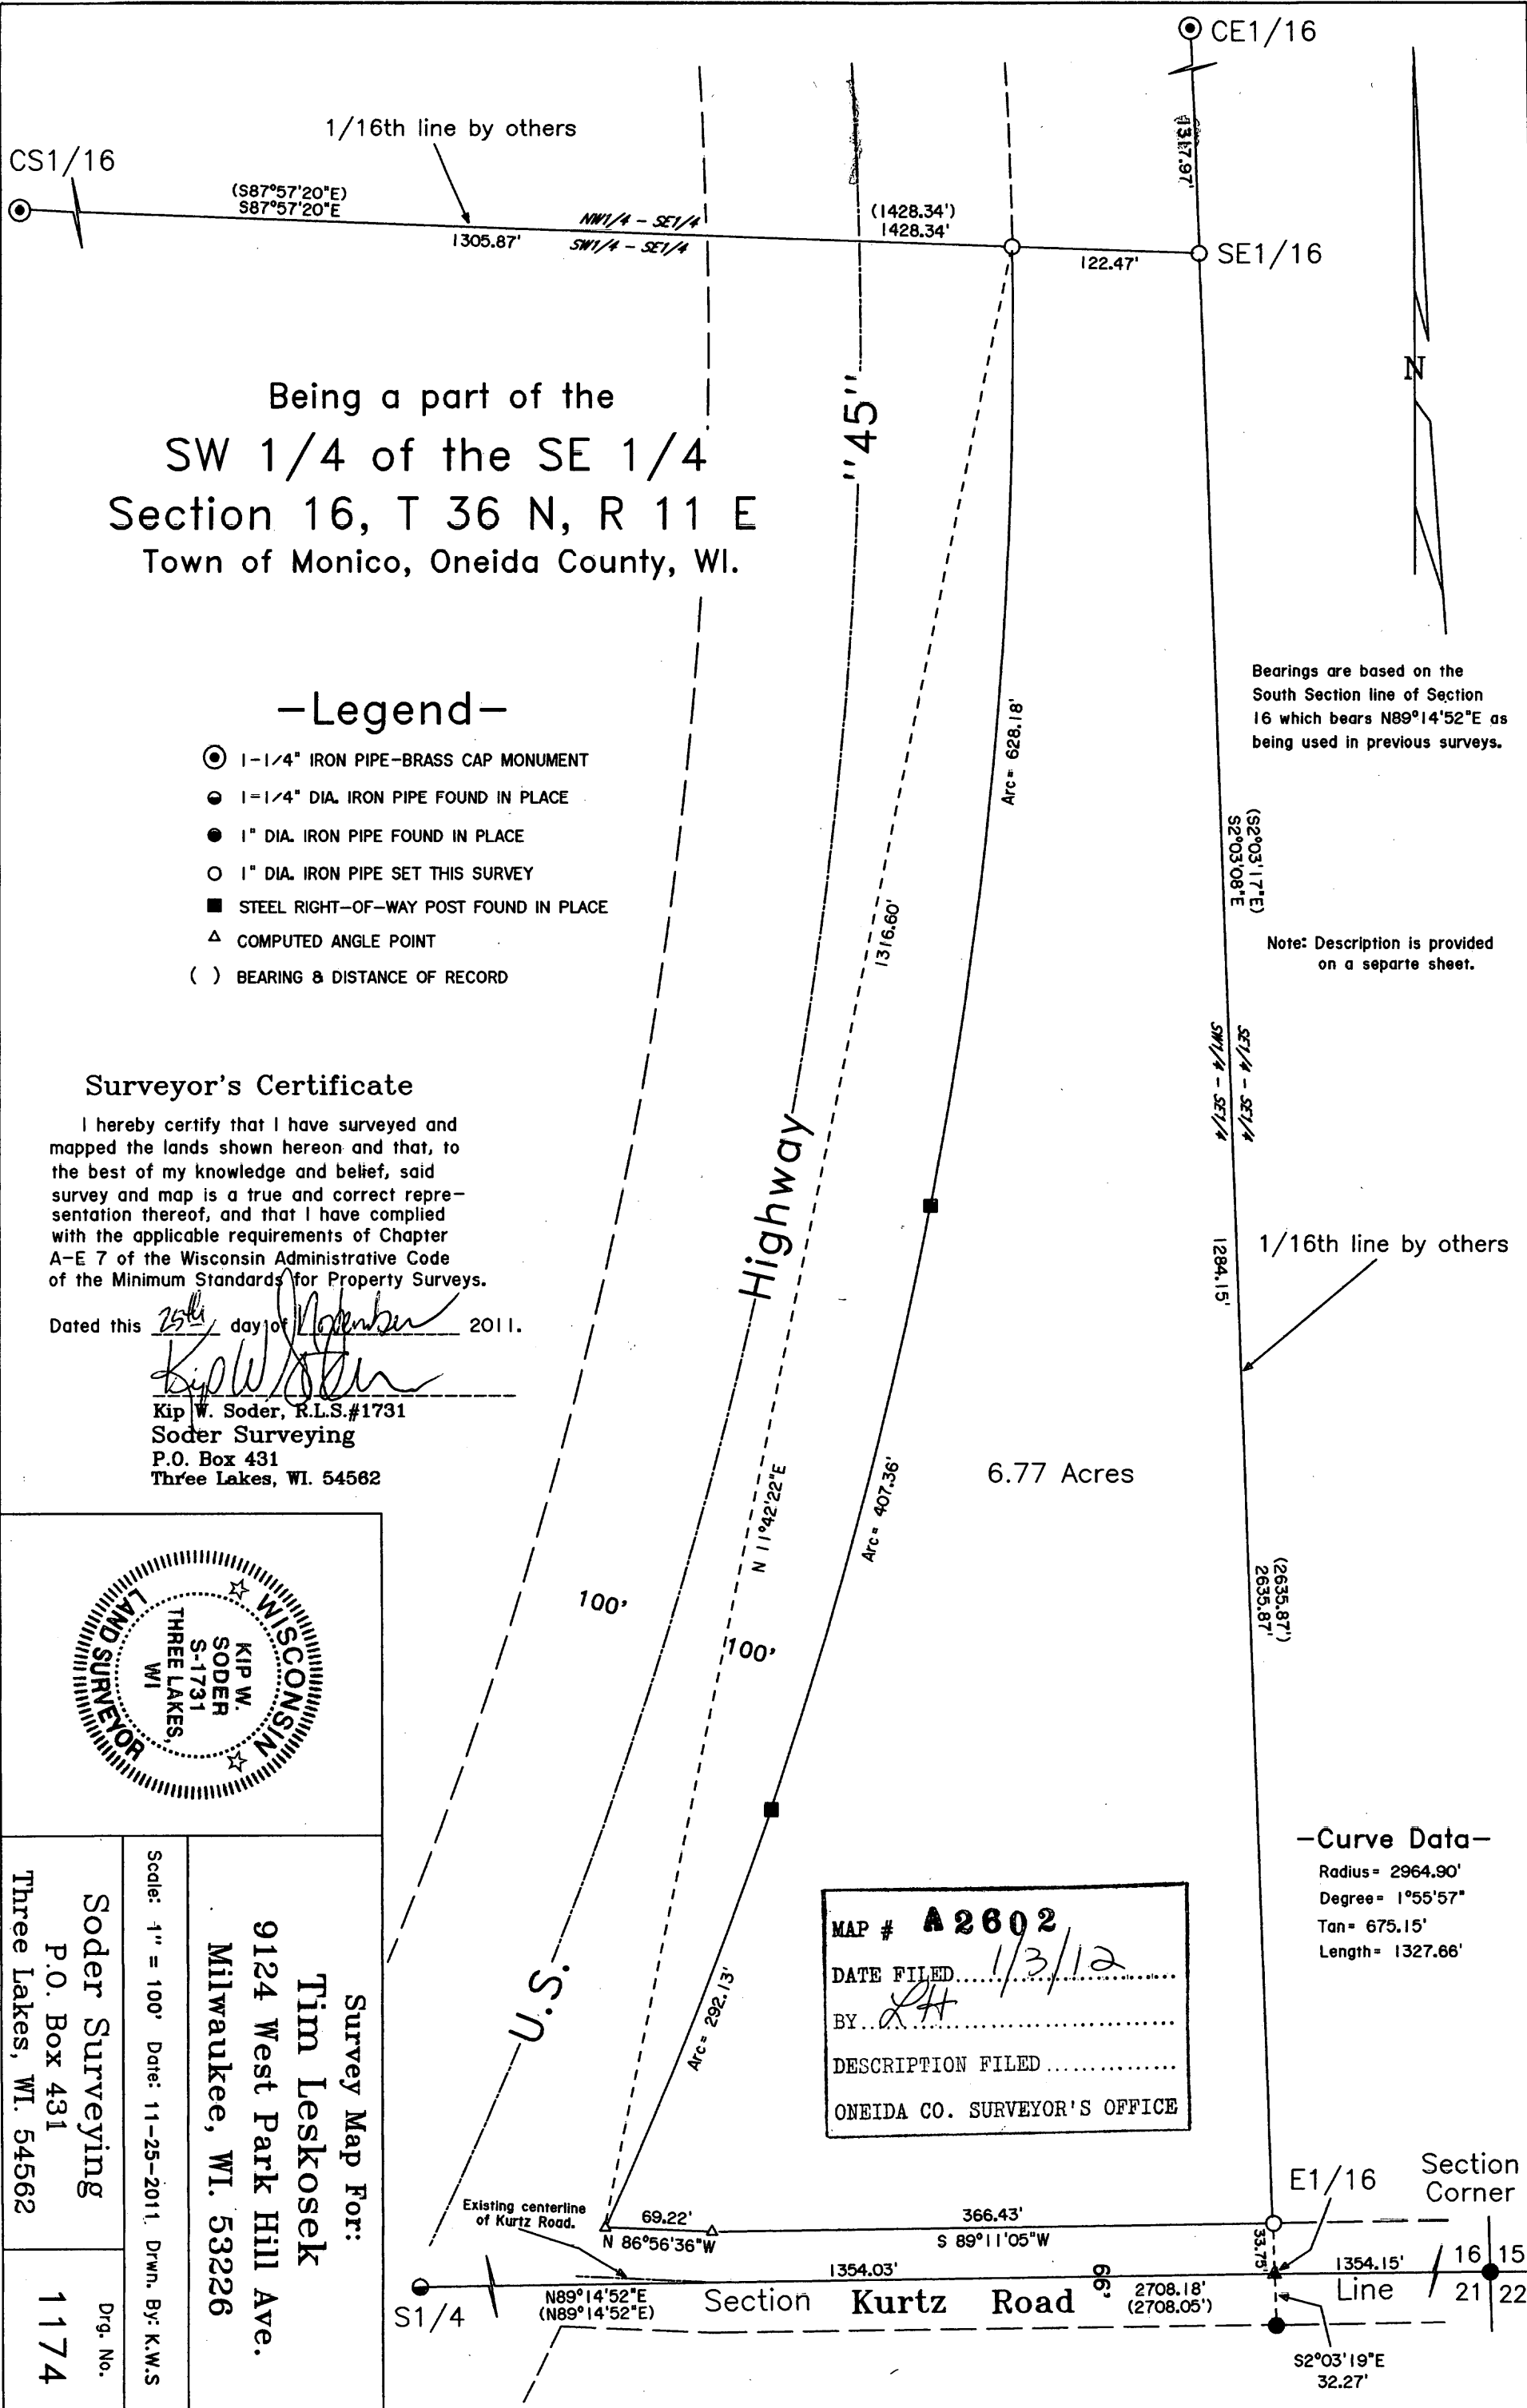 CE1/16
1317.97'
1/16th line by others
CS1/16
(S87°57'20"E)
S87°57'20"E
NW1/4 - SE1/4
SW1/4 - SE1/4
1305.87'
(1428.34')
1428.34'
122.47'
SE1/16
N
Being a part of the
SW 1/4 of the SE 1/4
Section 16, T 36 N, R 11 E
Town of Monico, Oneida County, WI.
"45"
-Legend-
1-1/4" IRON PIPE-BRASS CAP MONUMENT
1=1/4" DIA. IRON PIPE FOUND IN PLACE
1" DIA. IRON PIPE FOUND IN PLACE
1" DIA. IRON PIPE SET THIS SURVEY
STEEL RIGHT-OF-WAY POST FOUND IN PLACE
COMPUTED ANGLE POINT
( ) BEARING & DISTANCE OF RECORD
Bearings are based on the
South Section line of Section
16 which bears N89°14'52"E as
being used in previous surveys.
Arc= 628.18'
1316.60'
(S2°03'17"E)
S2°03'08"E
Note: Description is provided
on a separte sheet.
SE1/4 - SE1/4
SW1/4 - SE1/4
Surveyor's Certificate
I hereby certify that I have surveyed and
mapped the lands shown hereon and that, to
the best of my knowledge and belief, said
survey and map is a true and correct repre-
sentation thereof, and that I have complied
with the applicable requirements of Chapter
A-E 7 of the Wisconsin Administrative Code
of the Minimum Standards for Property Surveys.
Dated this 25th day of November 2011.
Kip W. Soder
Kip W. Soder, R.L.S.#1731
Soder Surveying
P.O. Box 431
Three Lakes, WI. 54562
Highway
1284.15'
1/16th line by others
N 11°42'22"E
Arc= 407.36'
6.77 Acres
100'
100'
(2635.87')
2635.87'
WISCONSIN
KIP W.
SODER
S-1731
THREE LAKES,
WI
LAND SURVEYOR
-Curve Data-
Radius= 2964.90'
Degree= 1°55'57"
Tan= 675.15'
Length= 1327.66'
MAP # A2602
DATE FILED 1/3/12
BY LH
DESCRIPTION FILED
ONEIDA CO. SURVEYOR'S OFFICE
U.S.
Arc= 292.13'
Survey Map For:
Tim Leskosek
9124 West Park Hill Ave.
Milwaukee, WI. 53226
Scale: 1" = 100' Date: 11-25-2011 Drwn. By: K.W.S
Soder Surveying
P.O. Box 431
Three Lakes, WI. 54562
Drg. No.
1174
Existing centerline
of Kurtz Road.
69.22'
N 86°56'36"W
366.43'
S 89°11'05"W
E1/16
Section
Corner
33.75'
1354.03'
1354.15'
16 15
21 22
S1/4
N89°14'52"E
(N89°14'52"E)
Section Kurtz Road 66'
2708.18'
(2708.05')
Line
S2°03'19"E
32.27'